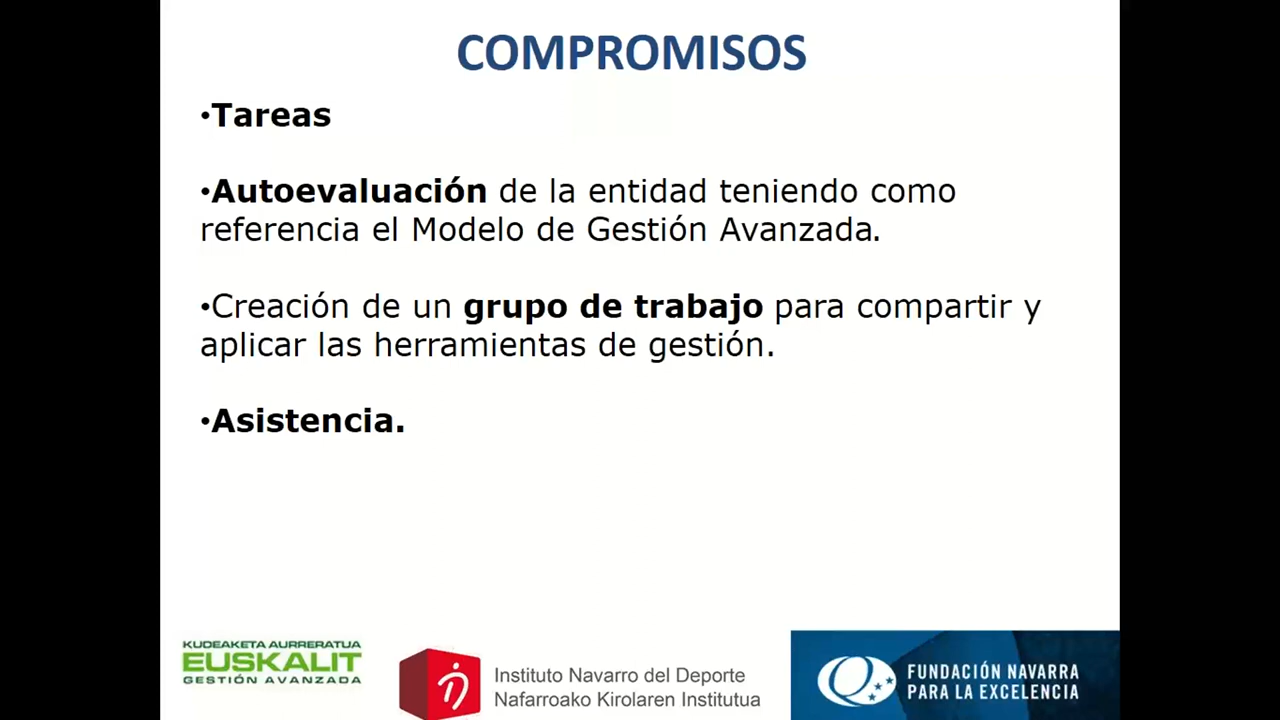 COMPROMISOS
•Tareas
•Autoevaluación de la entidad teniendo como
referencia el Modelo de Gestión Avanzada.
•Creación de un grupo de trabajo para compartir y
aplicar las herramientas de gestión.
•Asistencia.
KUDEAKETA AURRERATUA
EUSKALIT
GESTIÓN AVANZADA
Instituto Navarro del Deporte
Nafarroako Kirolaren Institutua
FUNDACIÓN NAVARRA
PARA LA EXCELENCIA